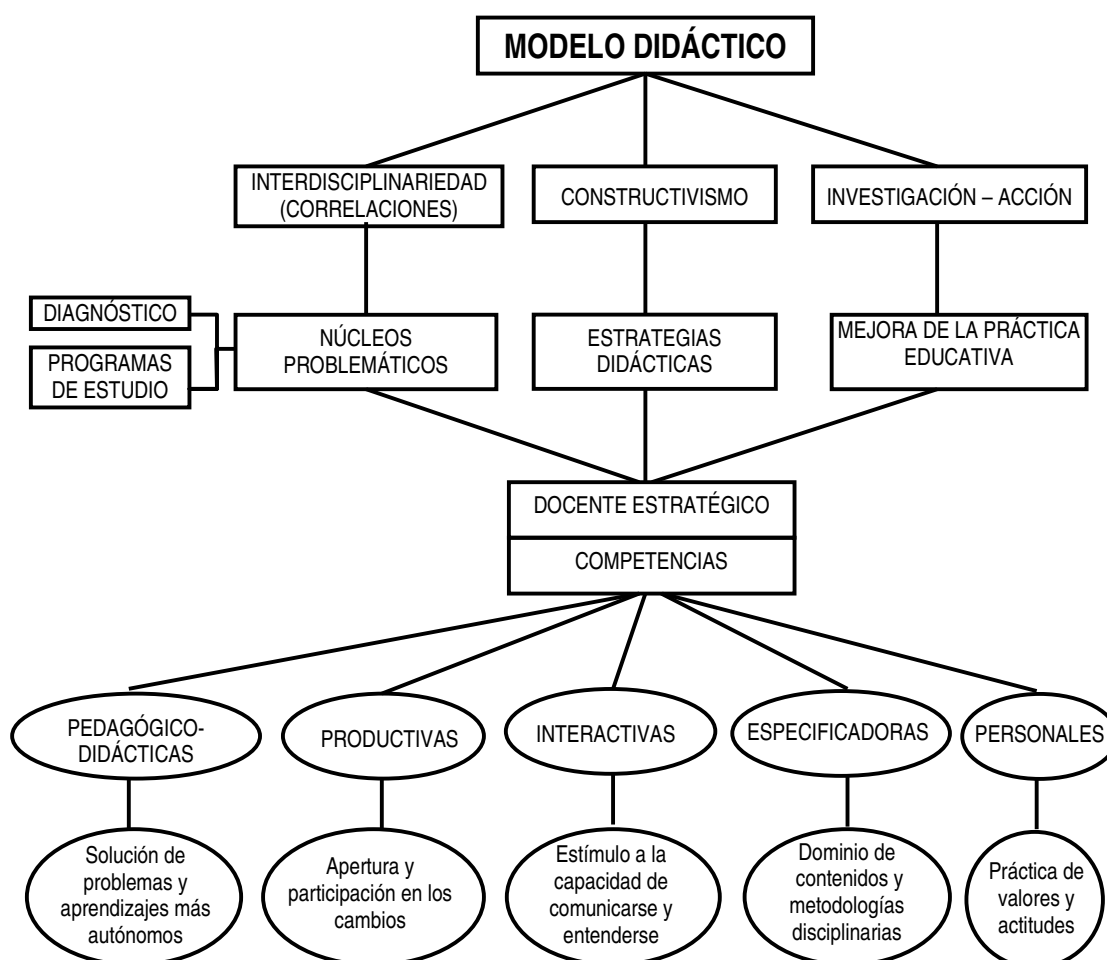 MODELO DIDÁCTICO
INTERDISCIPLINARIEDAD
(CORRELACIONES)
CONSTRUCTIVISMO
INVESTIGACIÓN – ACCIÓN
DIAGNÓSTICO
PROGRAMAS
DE ESTUDIO
NÚCLEOS
PROBLEMÁTICOS
ESTRATEGIAS
DIDÁCTICAS
MEJORA DE LA PRÁCTICA
EDUCATIVA
DOCENTE ESTRATÉGICO
COMPETENCIAS
PEDAGÓGICO-
DIDÁCTICAS
PRODUCTIVAS
INTERACTIVAS
ESPECIFICADORAS
PERSONALES
Solución de
problemas y
aprendizajes más
autónomos
Apertura y
participación en los
cambios
Estímulo a la
capacidad de
comunicarse y
entenderse
Dominio de
contenidos y
metodologías
disciplinarias
Práctica de
valores y
actitudes